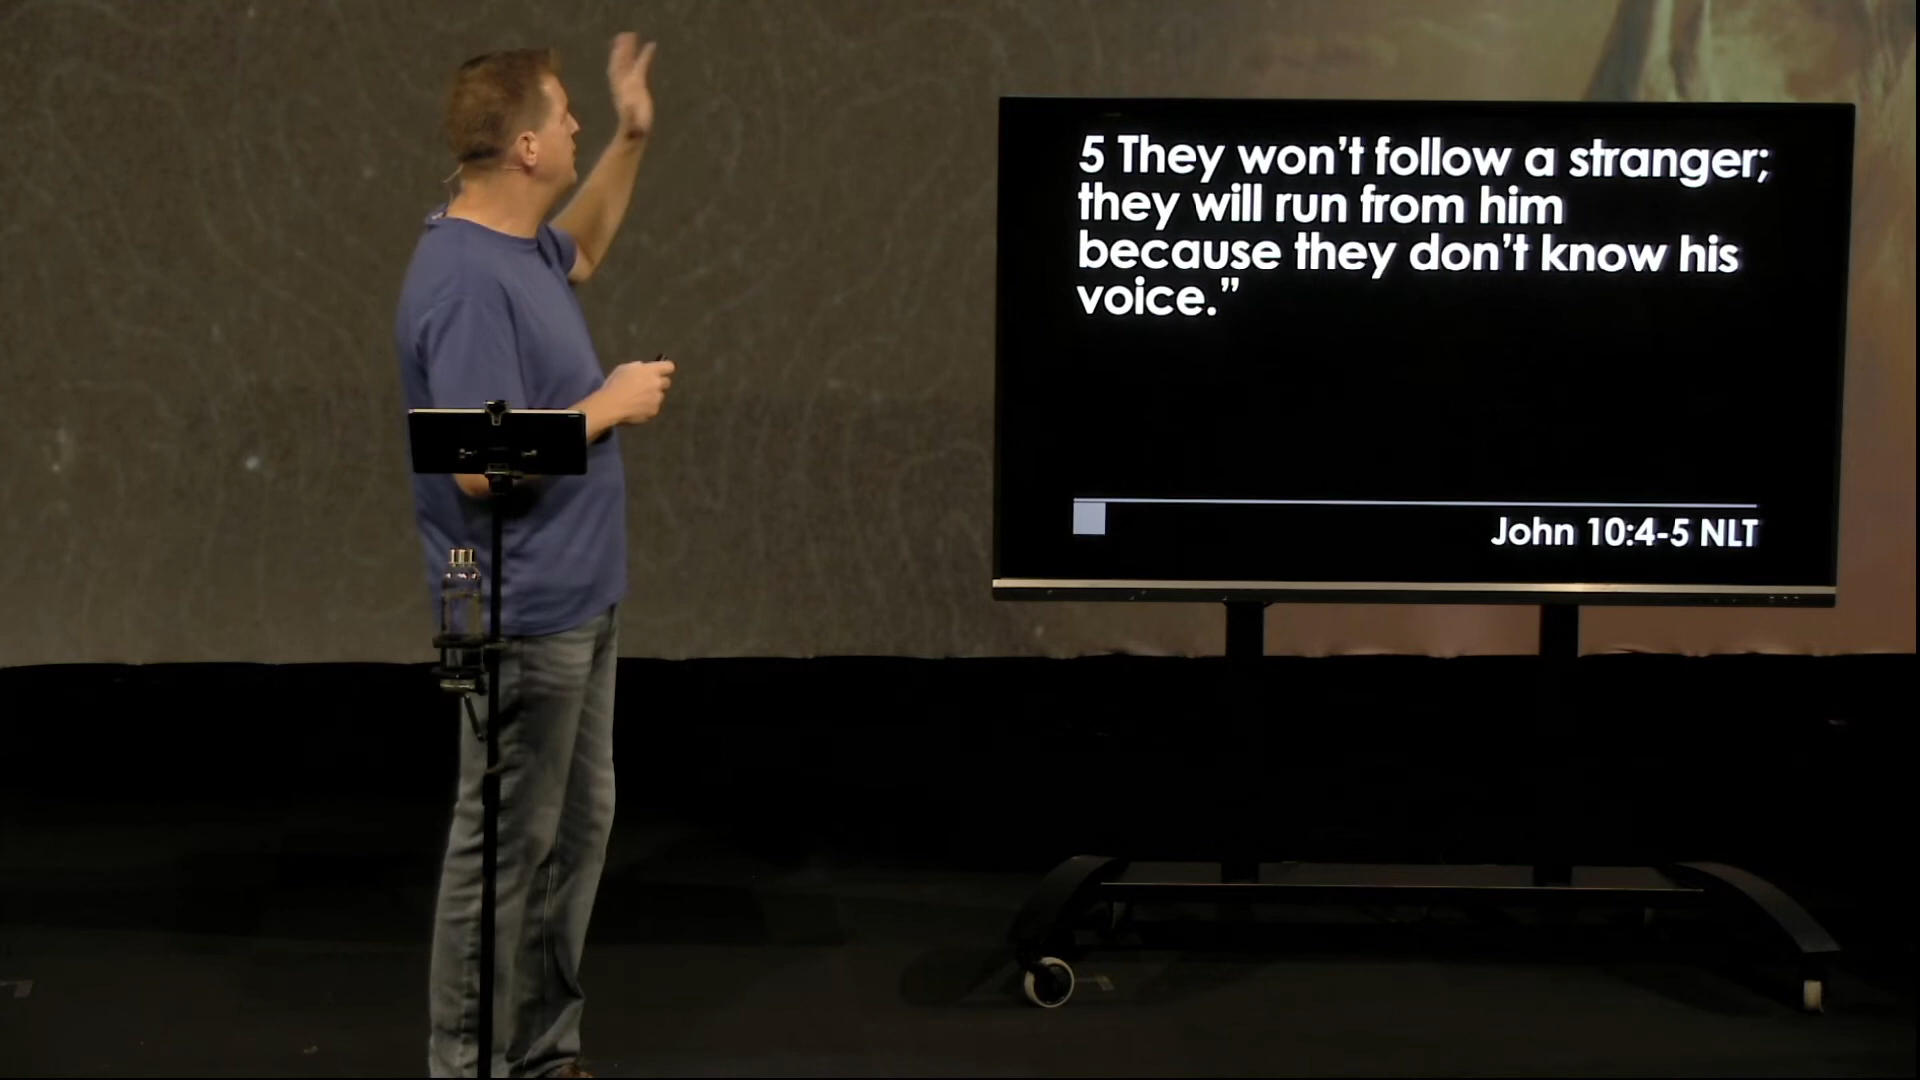 5 They won't follow a stranger;
they will run from him
because they don't know his
voice.”
John 10:4-5 NLT